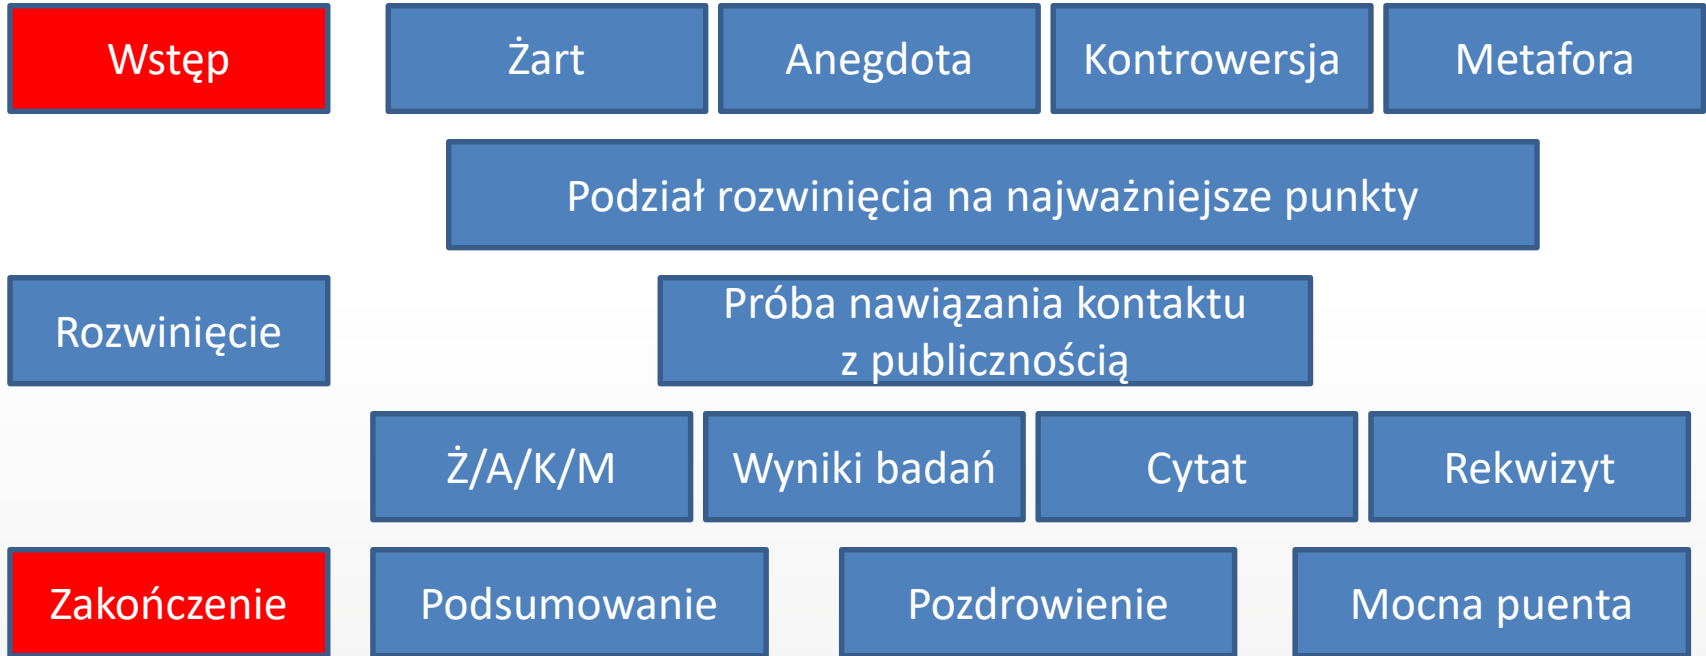 Wstęp
Żart
Anegdota
Kontrowersja
Metafora
Podział rozwinięcia na najważniejsze punkty
Rozwinięcie
Próba nawiązania kontaktu
z publicznością
Ż/A/K/M
Wyniki badań
Cytat
Rekwizyt
Zakończenie
Podsumowanie
Pozdrowienie
Mocna puenta